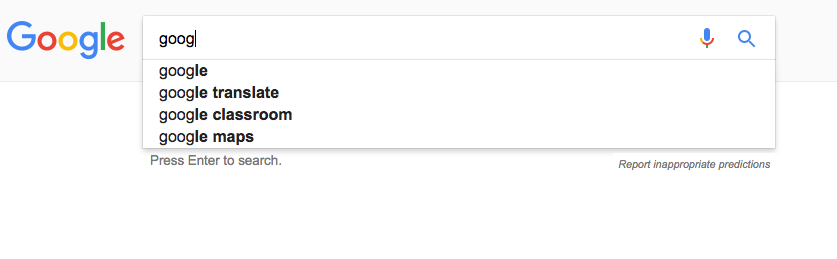 Google
goog
google
google translate
google classroom
google maps
Press Enter to search.
Report inappropriate predictions